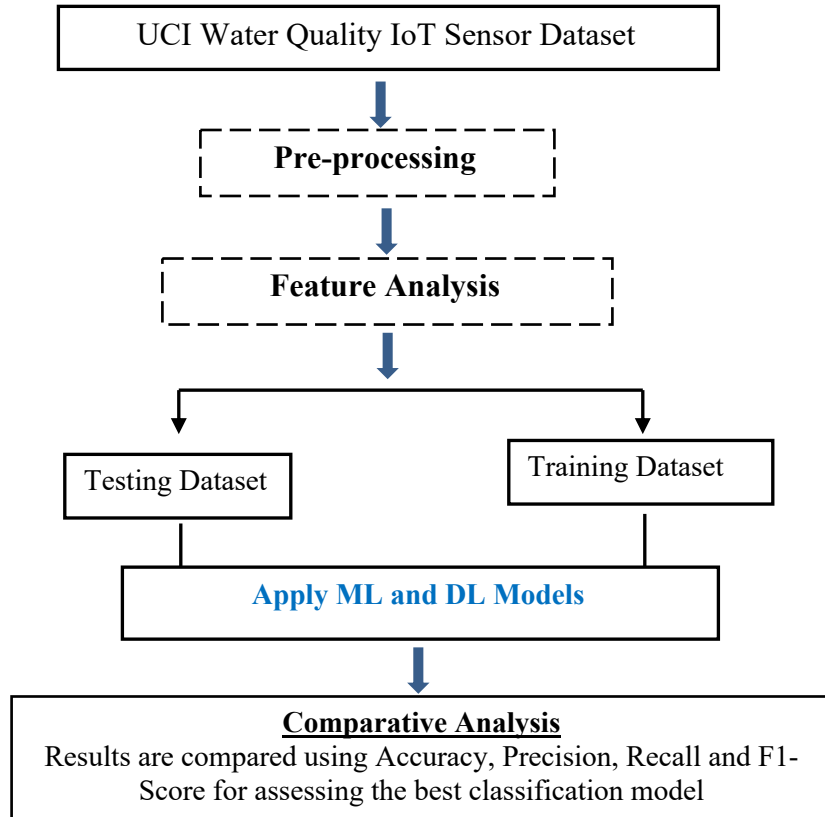 UCI Water Quality IoT Sensor Dataset
Pre-processing
Feature Analysis
Testing Dataset
Training Dataset
Apply ML and DL Models
Comparative Analysis
Results are compared using Accuracy, Precision, Recall and F1-
Score for assessing the best classification model